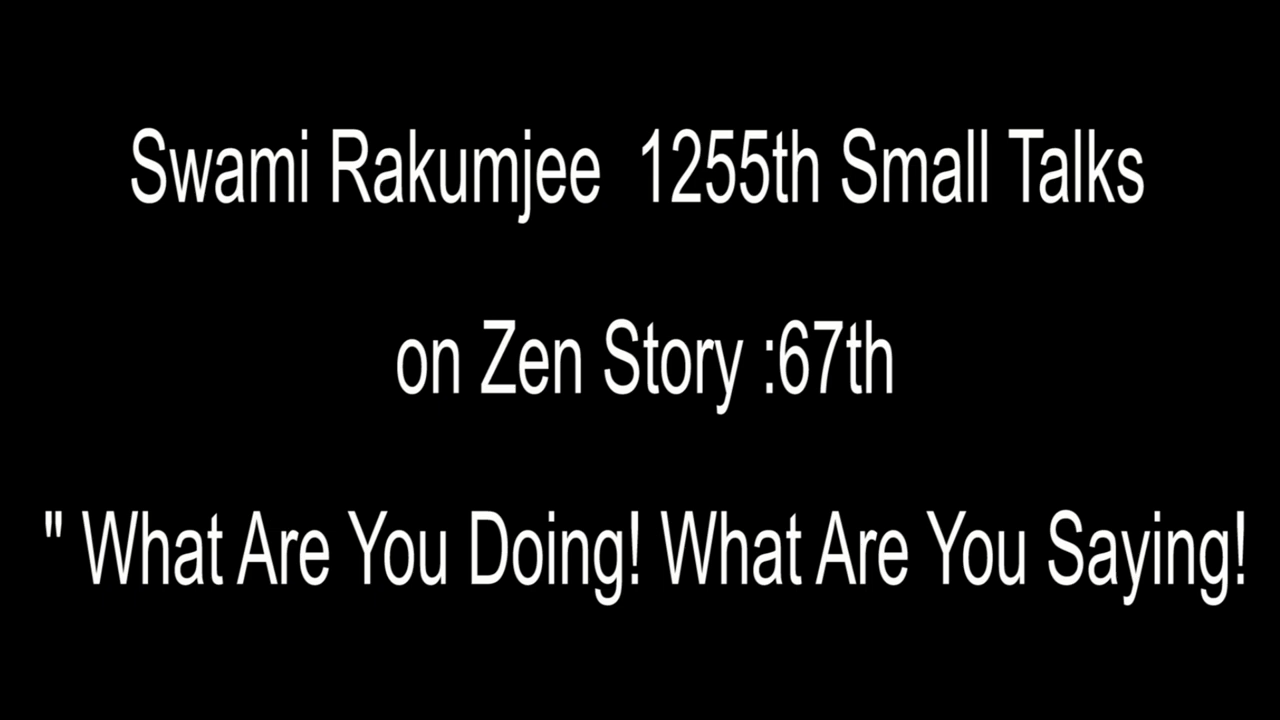 Swami Rakumjee  1255th Small Talks
on Zen Story :67th
" What Are You Doing! What Are You Saying!